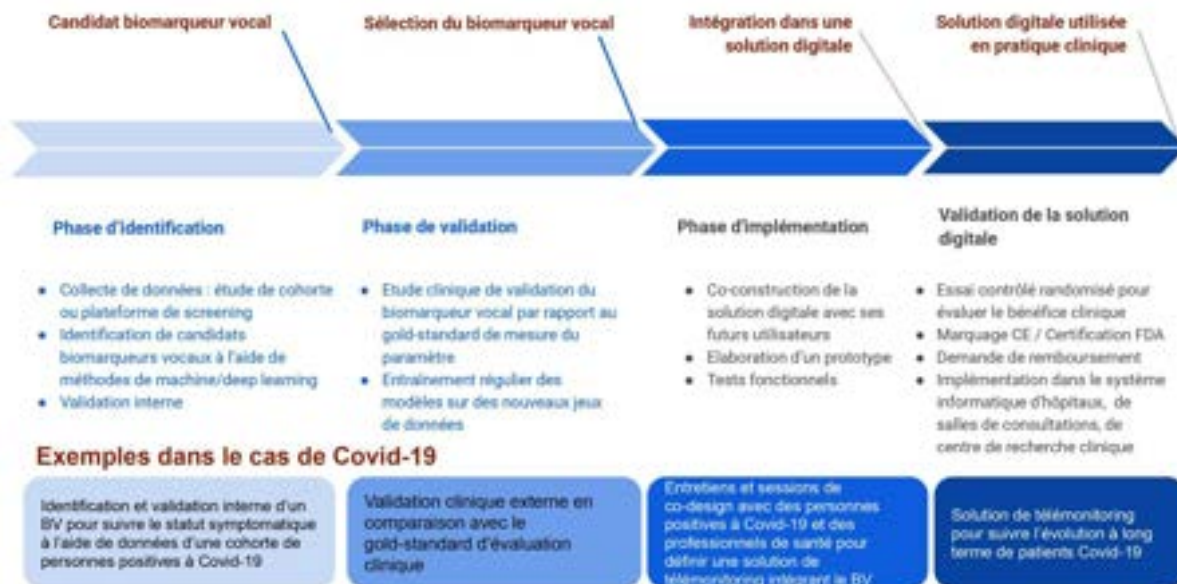 Candidat biomarqueur vocal
Sélection du biomarqueur vocal
Intégration dans une
solution digitale
Solution digitale utilisée
en pratique clinique
Phase d'identification
● Collecte de données : étude de cohorte
ou plateforme de screening
● Identification de candidats
biomarqueurs vocaux à l'aide de
méthodes de machine/deep learning
● Validation interne
Phase de validation
● Etude clinique de validation du
biomarqueur vocal par rapport au
gold-standard de mesure du
paramètre
● Entraînement régulier des
modèles sur des nouveaux jeux
de données
Phase d'implémentation
● Co-construction de la
solution digitale avec ses
futurs utilisateurs
● Elaboration d'un prototype
● Tests fonctionnels
Validation de la solution
digitale
● Essai contrôlé randomisé pour
évaluer le bénéfice clinique
● Marquage CE / Certification FDA
● Demande de remboursement
● Implémentation dans le système
informatique d'hôpitaux, de
salles de consultations, de
centre de recherche clinique
Exemples dans le cas de Covid-19
Identification et validation interne d'un
BV pour suivre le statut symptomatique
à l'aide de données d'une cohorte de
personnes positives à Covid-19
Validation clinique externe en
comparaison avec le
gold-standard d'évaluation
clinique
Entretiens et sessions de
co-design avec des personnes
positives à Covid-19 et des
professionnels de santé pour
définir une solution de
télémonitoring intégrant le BV
Solution de télémonitoring
pour suivre l'évolution à long
terme de patients Covid-19